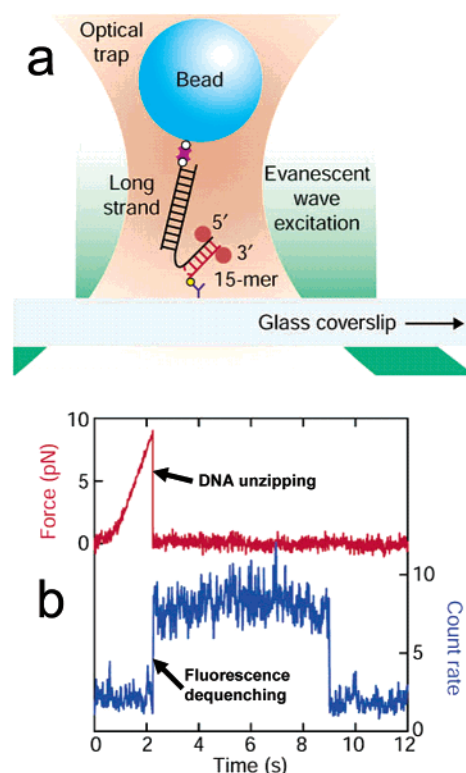 Optical
trap
a
Bead
Long
strand
5′
3′
15-mer
Evanescent
wave
excitation
Glass coverslip
10
5
0
Force (pN)
DNA unzipping
b
Fluorescence
dequenching
10
5
0
Count rate
0 2 4 6 8 10 12
Time (s)